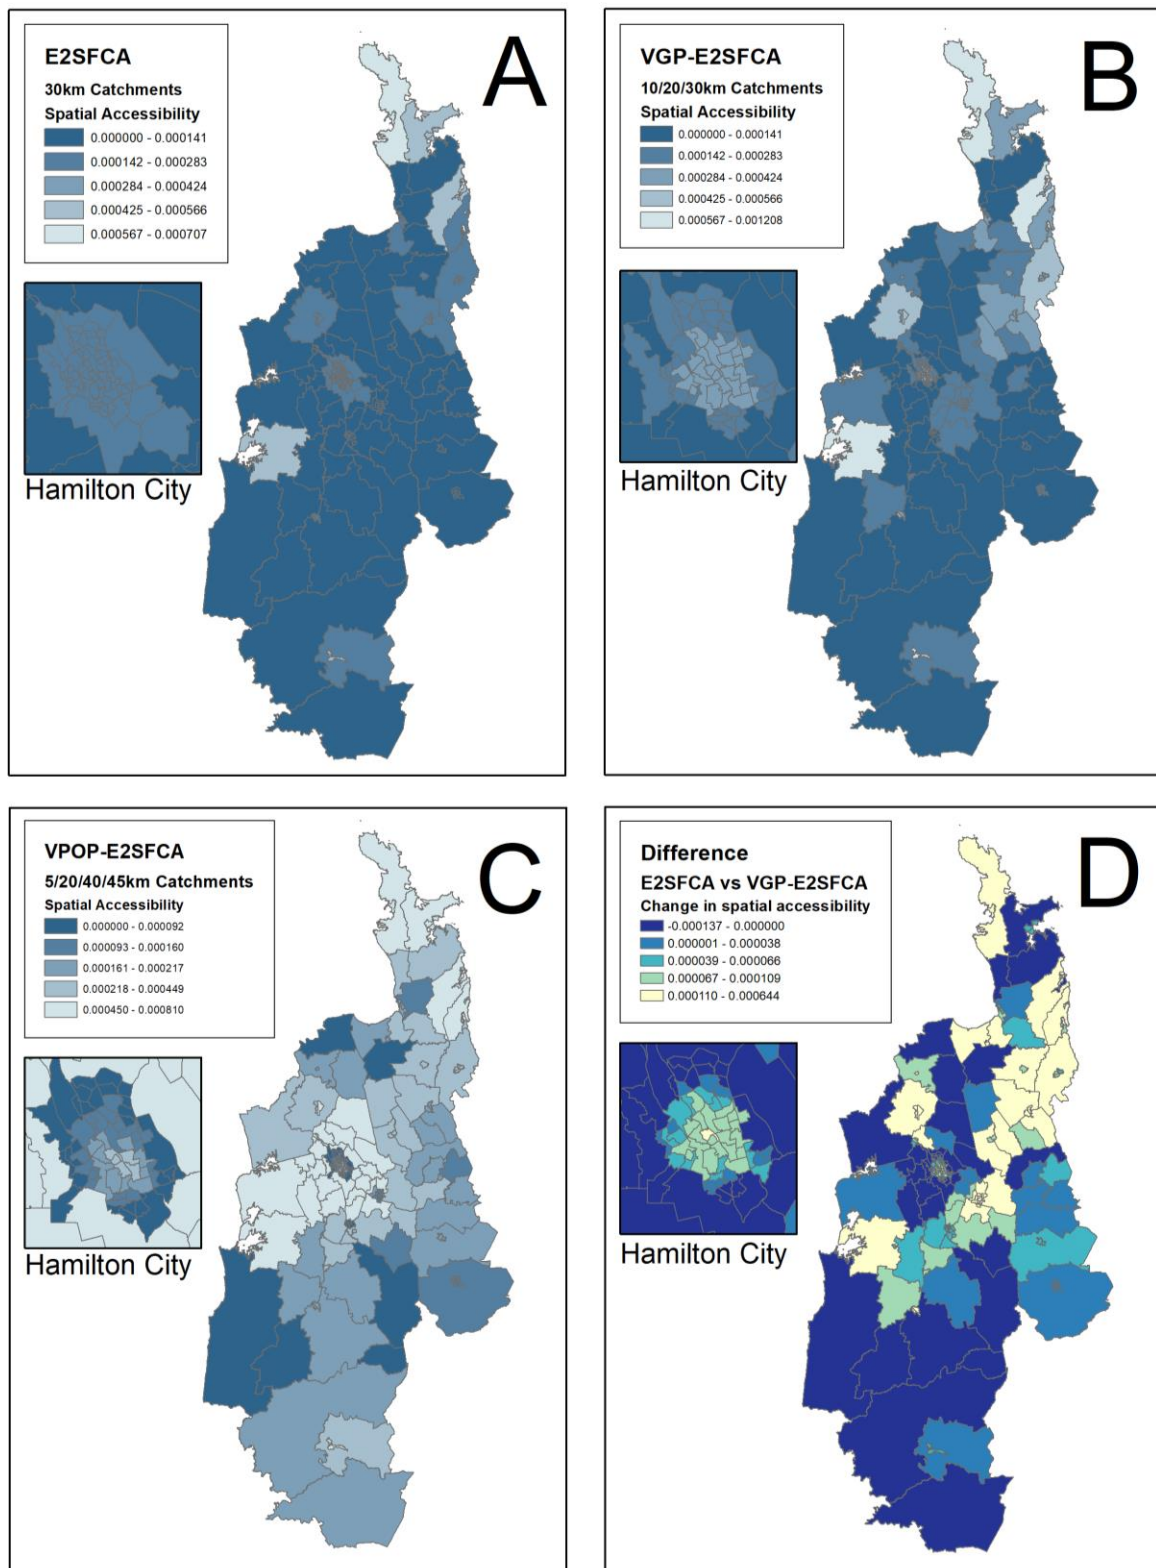 E2SFCA
30km Catchments
Spatial Accessibility
0.000000 - 0.000141
0.000142 - 0.000283
0.000284 - 0.000424
0.000425 - 0.000566
0.000567 - 0.000707
A
Hamilton City
VGP-E2SFCA
10/20/30km Catchments
Spatial Accessibility
0.000000 - 0.000141
0.000142 - 0.000283
0.000284 - 0.000424
0.000425 - 0.000566
0.000567 - 0.001208
B
Hamilton City
VPOP-E2SFCA
5/20/40/45km Catchments
Spatial Accessibility
0.000000 - 0.000092
0.000093 - 0.000160
0.000161 - 0.000217
0.000218 - 0.000449
0.000450 - 0.000810
C
Hamilton City
Difference
E2SFCA vs VGP-E2SFCA
Change in spatial accessibility
-0.000137 - 0.000000
0.000001 - 0.000038
0.000039 - 0.000066
0.000067 - 0.000109
0.000110 - 0.000644
D
Hamilton City